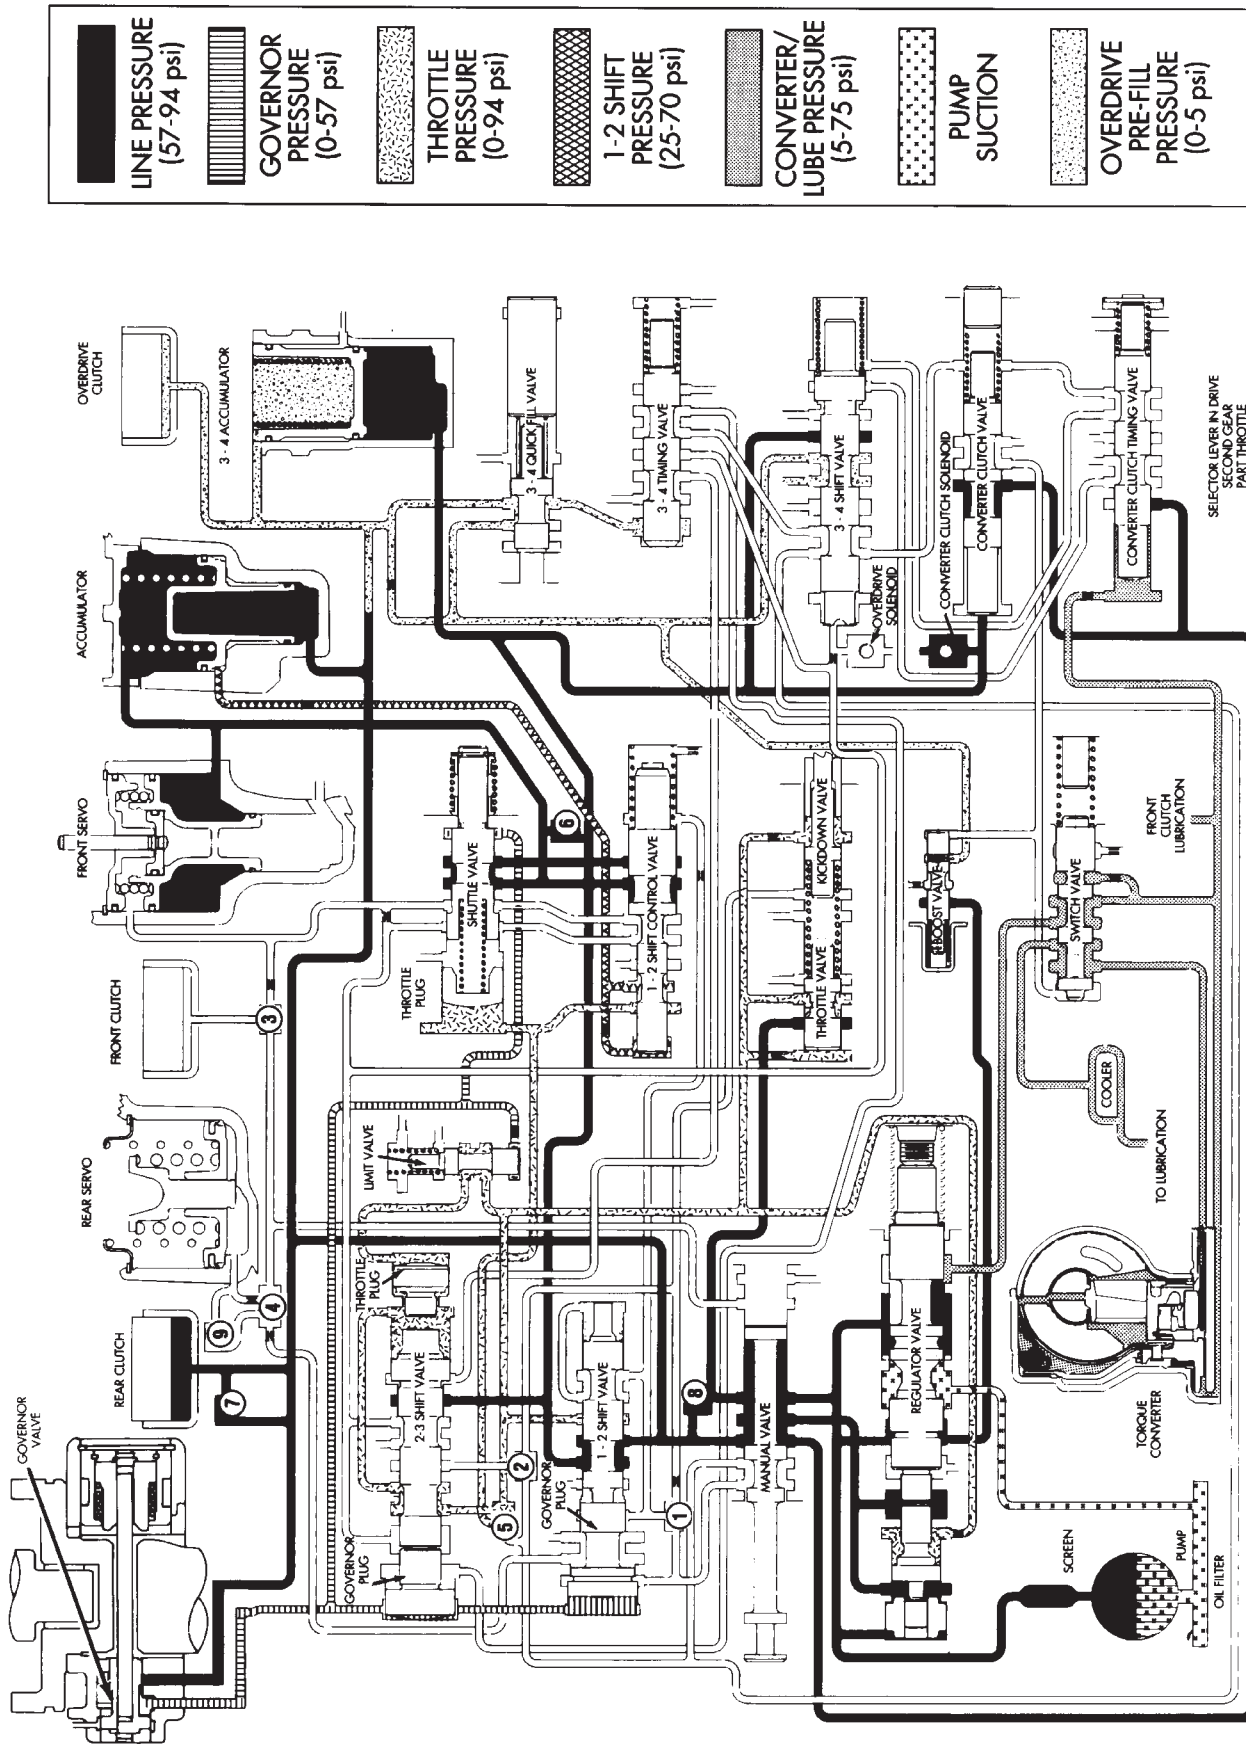 LINE PRESSURE
(57-94 psi)
GOVERNOR
PRESSURE
(0-57 psi)
THROTTLE
PRESSURE
(0-94 psi)
1-2 SHIFT
PRESSURE
(25-70 psi)
CONVERTER/
LUBE PRESSURE
(5-75 psi)
PUMP
SUCTION
OVERDRIVE
PRE-FILL
PRESSURE
(0-5 psi)
GOVERNOR
VALVE
REAR CLUTCH
REAR SERVO
FRONT CLUTCH
FRONT SERVO
ACCUMULATOR
OVERDRIVE
CLUTCH
3 - 4 ACCUMULATOR
7
9
4
3
GOVERNOR
PLUG
2-3 SHIFT VALVE
THROTTLE
PLUG
LIMIT VALVE
THROTTLE
PLUG
SHUTTLE VALVE
6
3 - 4 QUICK FILL VALVE
5
2
GOVERNOR
PLUG
1 - 2 SHIFT VALVE
1 - 2 SHIFT CONTROL VALVE
3 - 4 TIMING VALVE
1
8
MANUAL VALVE
THROTTLE VALVE
KICKDOWN VALVE
3 - 4 SHIFT VALVE
OVERDRIVE
SOLENOID
REGULATOR VALVE
BOOST VALVE
CONVERTER CLUTCH SOLENOID
CONVERTER CLUTCH VALVE
SCREEN
PUMP
OIL FILTER
TORQUE
CONVERTER
COOLER
TO LUBRICATION
SWITCH VALVE
FRONT
CLUTCH
LUBRICATION
CONVERTER CLUTCH TIMING VALVE
SELECTOR LEVER IN DRIVE
SECOND GEAR
PART THROTTLE